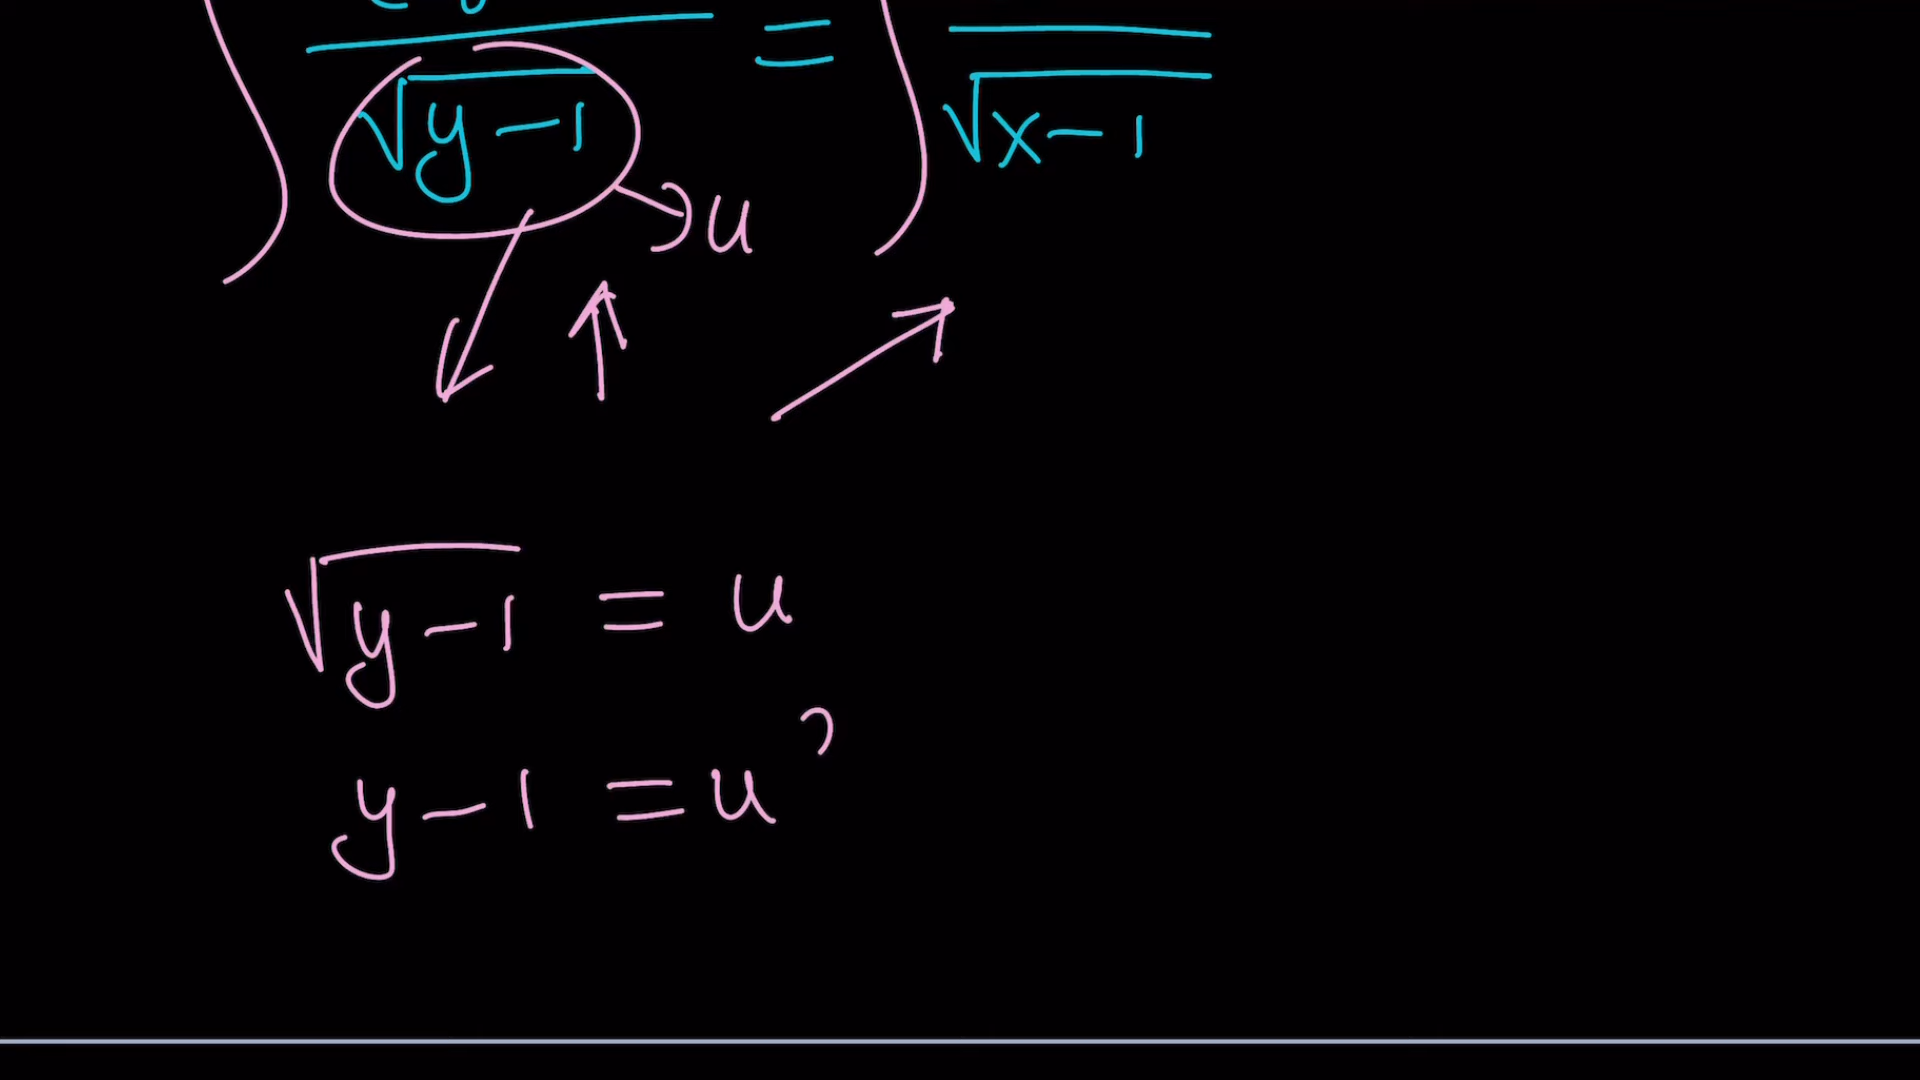 √(y-1) = √(x-1)
u
√(y-1) = u
y-1 = u²